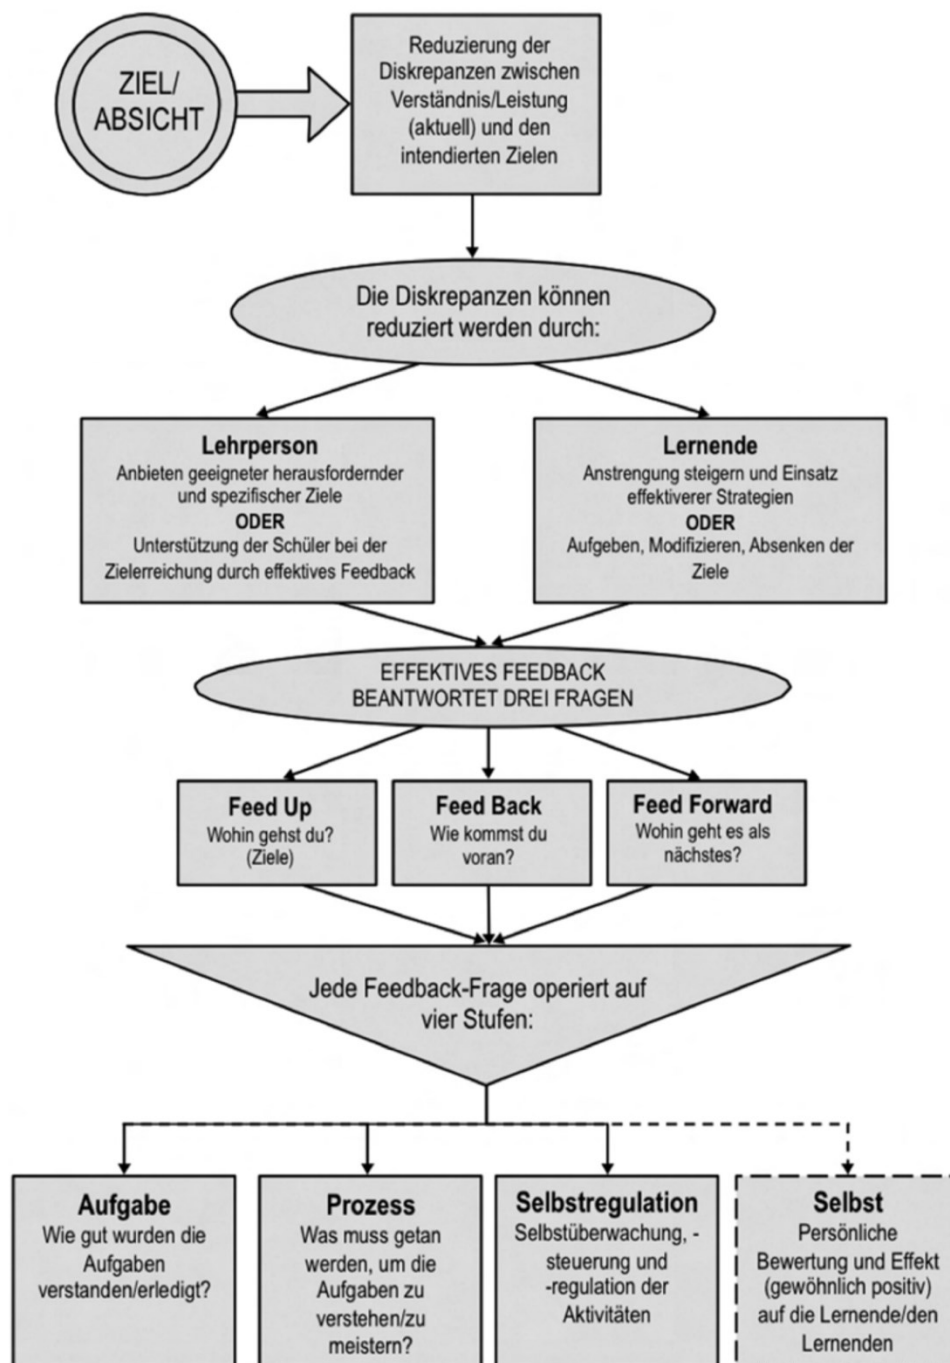 ZIEL/
ABSICHT
Reduzierung der
Diskrepanzen zwischen
Verständnis/Leistung
(aktuell) und den
intendierten Zielen
Die Diskrepanzen können
reduziert werden durch:
Lehrperson
Anbieten geeigneter herausfordernder
und spezifischer Ziele
ODER
Unterstützung der Schüler bei der
Zielerreichung durch effektives Feedback
Lernende
Anstrengung steigern und Einsatz
effektiverer Strategien
ODER
Aufgeben, Modifizieren, Absenken der
Ziele
EFFEKTIVES FEEDBACK
BEANTWORTET DREI FRAGEN
Feed Up
Wohin gehst du?
(Ziele)
Feed Back
Wie kommst du
voran?
Feed Forward
Wohin geht es als
nächstes?
Jede Feedback-Frage operiert auf
vier Stufen:
Aufgabe
Wie gut wurden die
Aufgaben
verstanden/erledigt?
Prozess
Was muss getan
werden, um die
Aufgaben zu
verstehen/zu
meistern?
Selbstregulation
Selbstüberwachung, -
steuerung und
-regulation der
Aktivitäten
Selbst
Persönliche
Bewertung und Effekt
(gewöhnlich positiv)
auf die Lernende/den
Lernenden